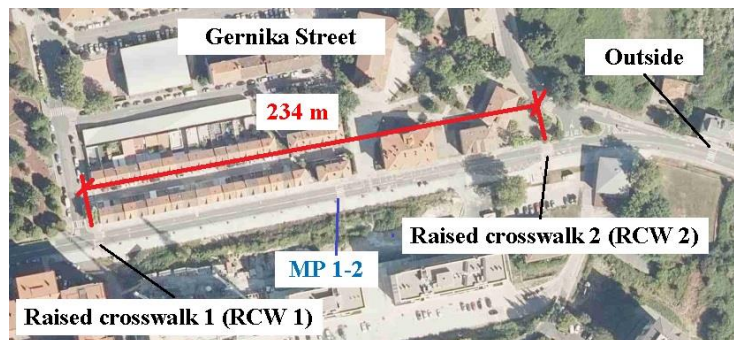 Gernika Street
Outside
234 m
Raised crosswalk 2 (RCW 2)
MP 1-2
Raised crosswalk 1 (RCW 1)